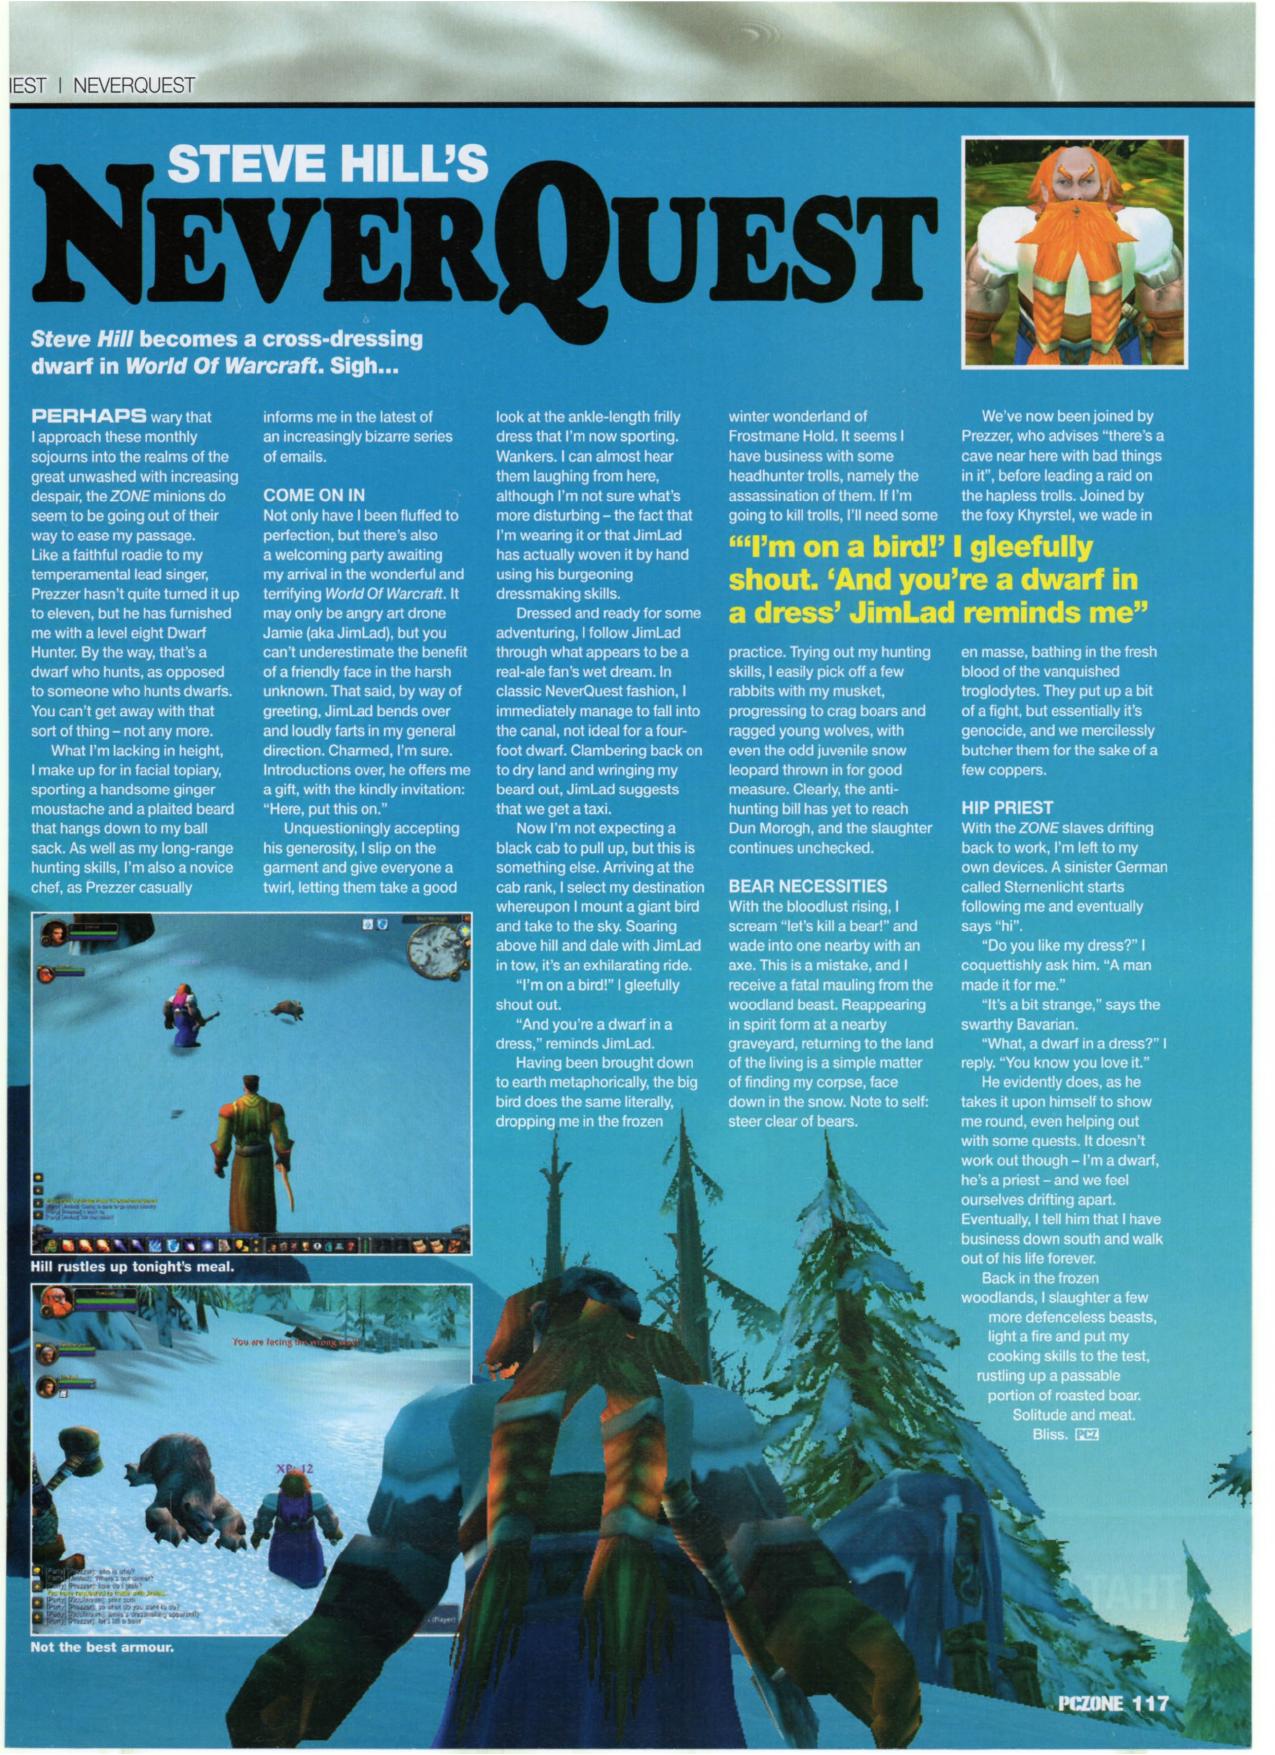 IEST | NEVERQUEST
STEVE HILL'S
NEVERQUEST
Steve Hill becomes a cross-dressing
dwarf in World Of Warcraft. Sigh...
PERHAPS wary that
I approach these monthly
sojourns into the realms of the
great unwashed with increasing
despair, the ZONE minions do
seem to be going out of their
way to ease my passage.
Like a faithful roadie to my
temperamental lead singer,
Prezzer hasn't quite turned it up
to eleven, but he has furnished
me with a level eight Dwarf
Hunter. By the way, that's a
dwarf who hunts, as opposed
to someone who hunts dwarfs.
You can't get away with that
sort of thing – not any more.
What I'm lacking in height,
I make up for in facial topiary,
sporting a handsome ginger
moustache and a plaited beard
that hangs down to my ball
sack. As well as my long-range
hunting skills, I'm also a novice
chef, as Prezzer casually
informs me in the latest of
an increasingly bizarre series
of emails.
COME ON IN
Not only have I been fluffed to
perfection, but there's also
a welcoming party awaiting
my arrival in the wonderful and
terrifying World Of Warcraft. It
may only be angry art drone
Jamie (aka JimLad), but you
can't underestimate the benefit
of a friendly face in the harsh
unknown. That said, by way of
greeting, JimLad bends over
and loudly farts in my general
direction. Charmed, I'm sure.
Introductions over, he offers me
a gift, with the kindly invitation:
"Here, put this on."
Unquestioningly accepting
his generosity, I slip on the
garment and give everyone a
twirl, letting them take a good
look at the ankle-length frilly
dress that I'm now sporting.
Wankers. I can almost hear
them laughing from here,
although I'm not sure what's
more disturbing – the fact that
I'm wearing it or that JimLad
has actually woven it by hand
using his burgeoning
dressmaking skills.
Dressed and ready for some
adventuring, I follow JimLad
through what appears to be a
real-ale fan's wet dream. In
classic NeverQuest fashion, I
immediately manage to fall into
the canal, not ideal for a four-
foot dwarf. Clambering back on
to dry land and wringing my
beard out, JimLad suggests
that we get a taxi.
Now I'm not expecting a
black cab to pull up, but this is
something else. Arriving at the
cab rank, I select my destination
whereupon I mount a giant bird
and take to the sky. Soaring
above hill and dale with JimLad
in tow, it's an exhilarating ride.
"I'm on a bird!" I gleefully
shout out.
"And you're a dwarf in a
dress," reminds JimLad.
Having been brought down
to earth metaphorically, the big
bird does the same literally,
dropping me in the frozen
winter wonderland of
Frostmane Hold. It seems I
have business with some
headhunter trolls, namely the
assassination of them. If I'm
going to kill trolls, I'll need some
"'I'm on a bird!' I gleefully
shout. 'And you're a dwarf in
a dress' JimLad reminds me"
practice. Trying out my hunting
skills, I easily pick off a few
rabbits with my musket,
progressing to crag boars and
ragged young wolves, with
even the odd juvenile snow
leopard thrown in for good
measure. Clearly, the anti-
hunting bill has yet to reach
Dun Morogh, and the slaughter
continues unchecked.
BEAR NECESSITIES
With the bloodlust rising, I
scream "let's kill a bear!" and
wade into one nearby with an
axe. This is a mistake, and I
receive a fatal mauling from the
woodland beast. Reappearing
in spirit form at a nearby
graveyard, returning to the land
of the living is a simple matter
of finding my corpse, face
down in the snow. Note to self:
steer clear of bears.
We've now been joined by
Prezzer, who advises "there's a
cave near here with bad things
in it", before leading a raid on
the hapless trolls. Joined by
the foxy Khyrstel, we wade in
en masse, bathing in the fresh
blood of the vanquished
troglodytes. They put up a bit
of a fight, but essentially it's
genocide, and we mercilessly
butcher them for the sake of a
few coppers.
HIP PRIEST
With the ZONE slaves drifting
back to work, I'm left to my
own devices. A sinister German
called Sternenlicht starts
following me and eventually
says "hi".
"Do you like my dress?" I
coquettishly ask him. "A man
made it for me."
"It's a bit strange," says the
swarthy Bavarian.
"What, a dwarf in a dress?" I
reply. "You know you love it."
He evidently does, as he
takes it upon himself to show
me round, even helping out
with some quests. It doesn't
work out though – I'm a dwarf,
he's a priest – and we feel
ourselves drifting apart.
Eventually, I tell him that I have
business down south and walk
out of his life forever.
Back in the frozen
woodlands, I slaughter a few
more defenceless beasts,
light a fire and put my
cooking skills to the test,
rustling up a passable
portion of roasted boar.
Solitude and meat.
Bliss. PCZ
Hill rustles up tonight's meal.
You are facing the wrong way!
XP: 12
Not the best armour.
PCZONE 117